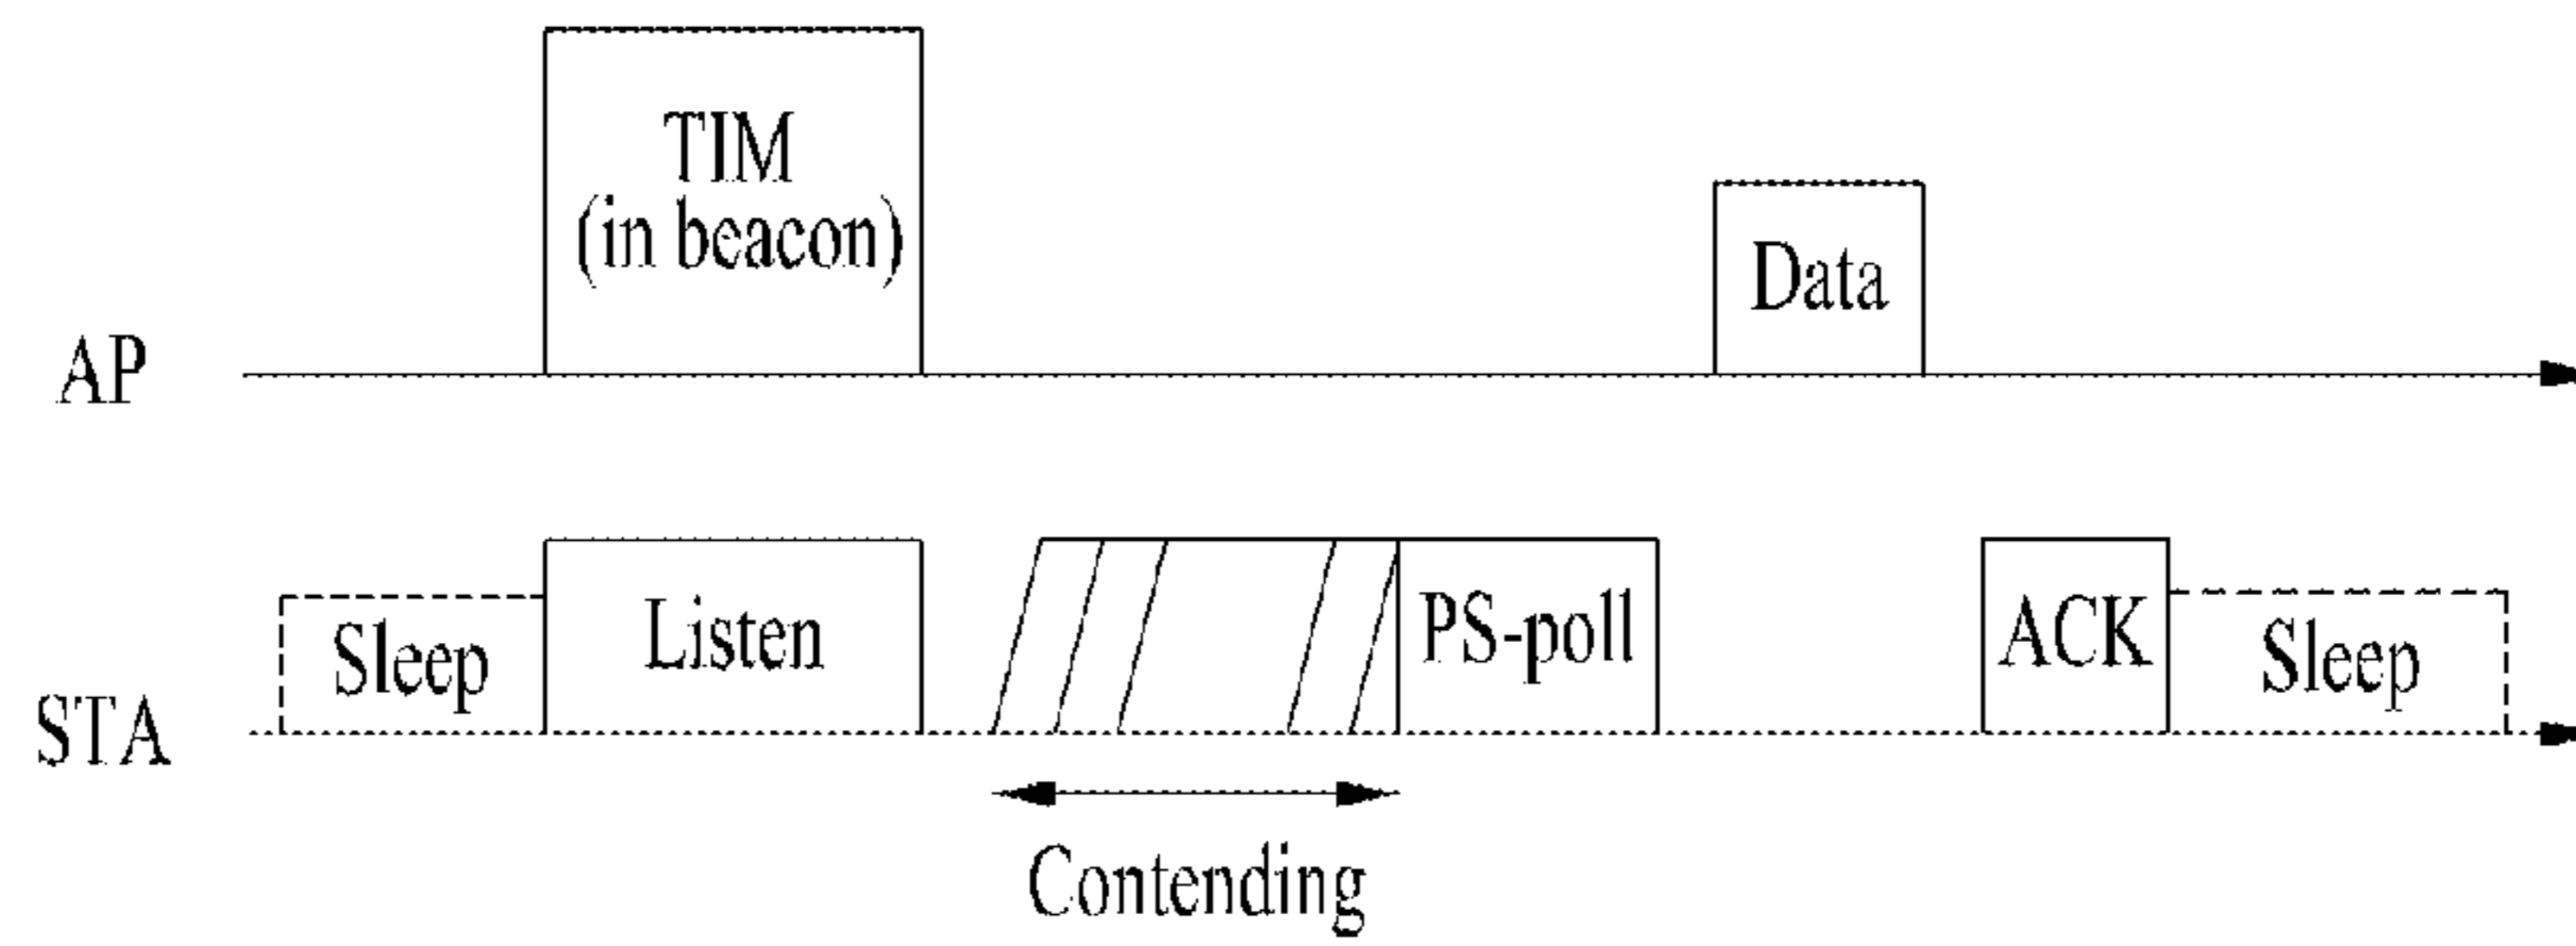 TIM
(in beacon)
Data
AP
Sleep
Listen
PS-poll
ACK
Sleep
STA
Contending